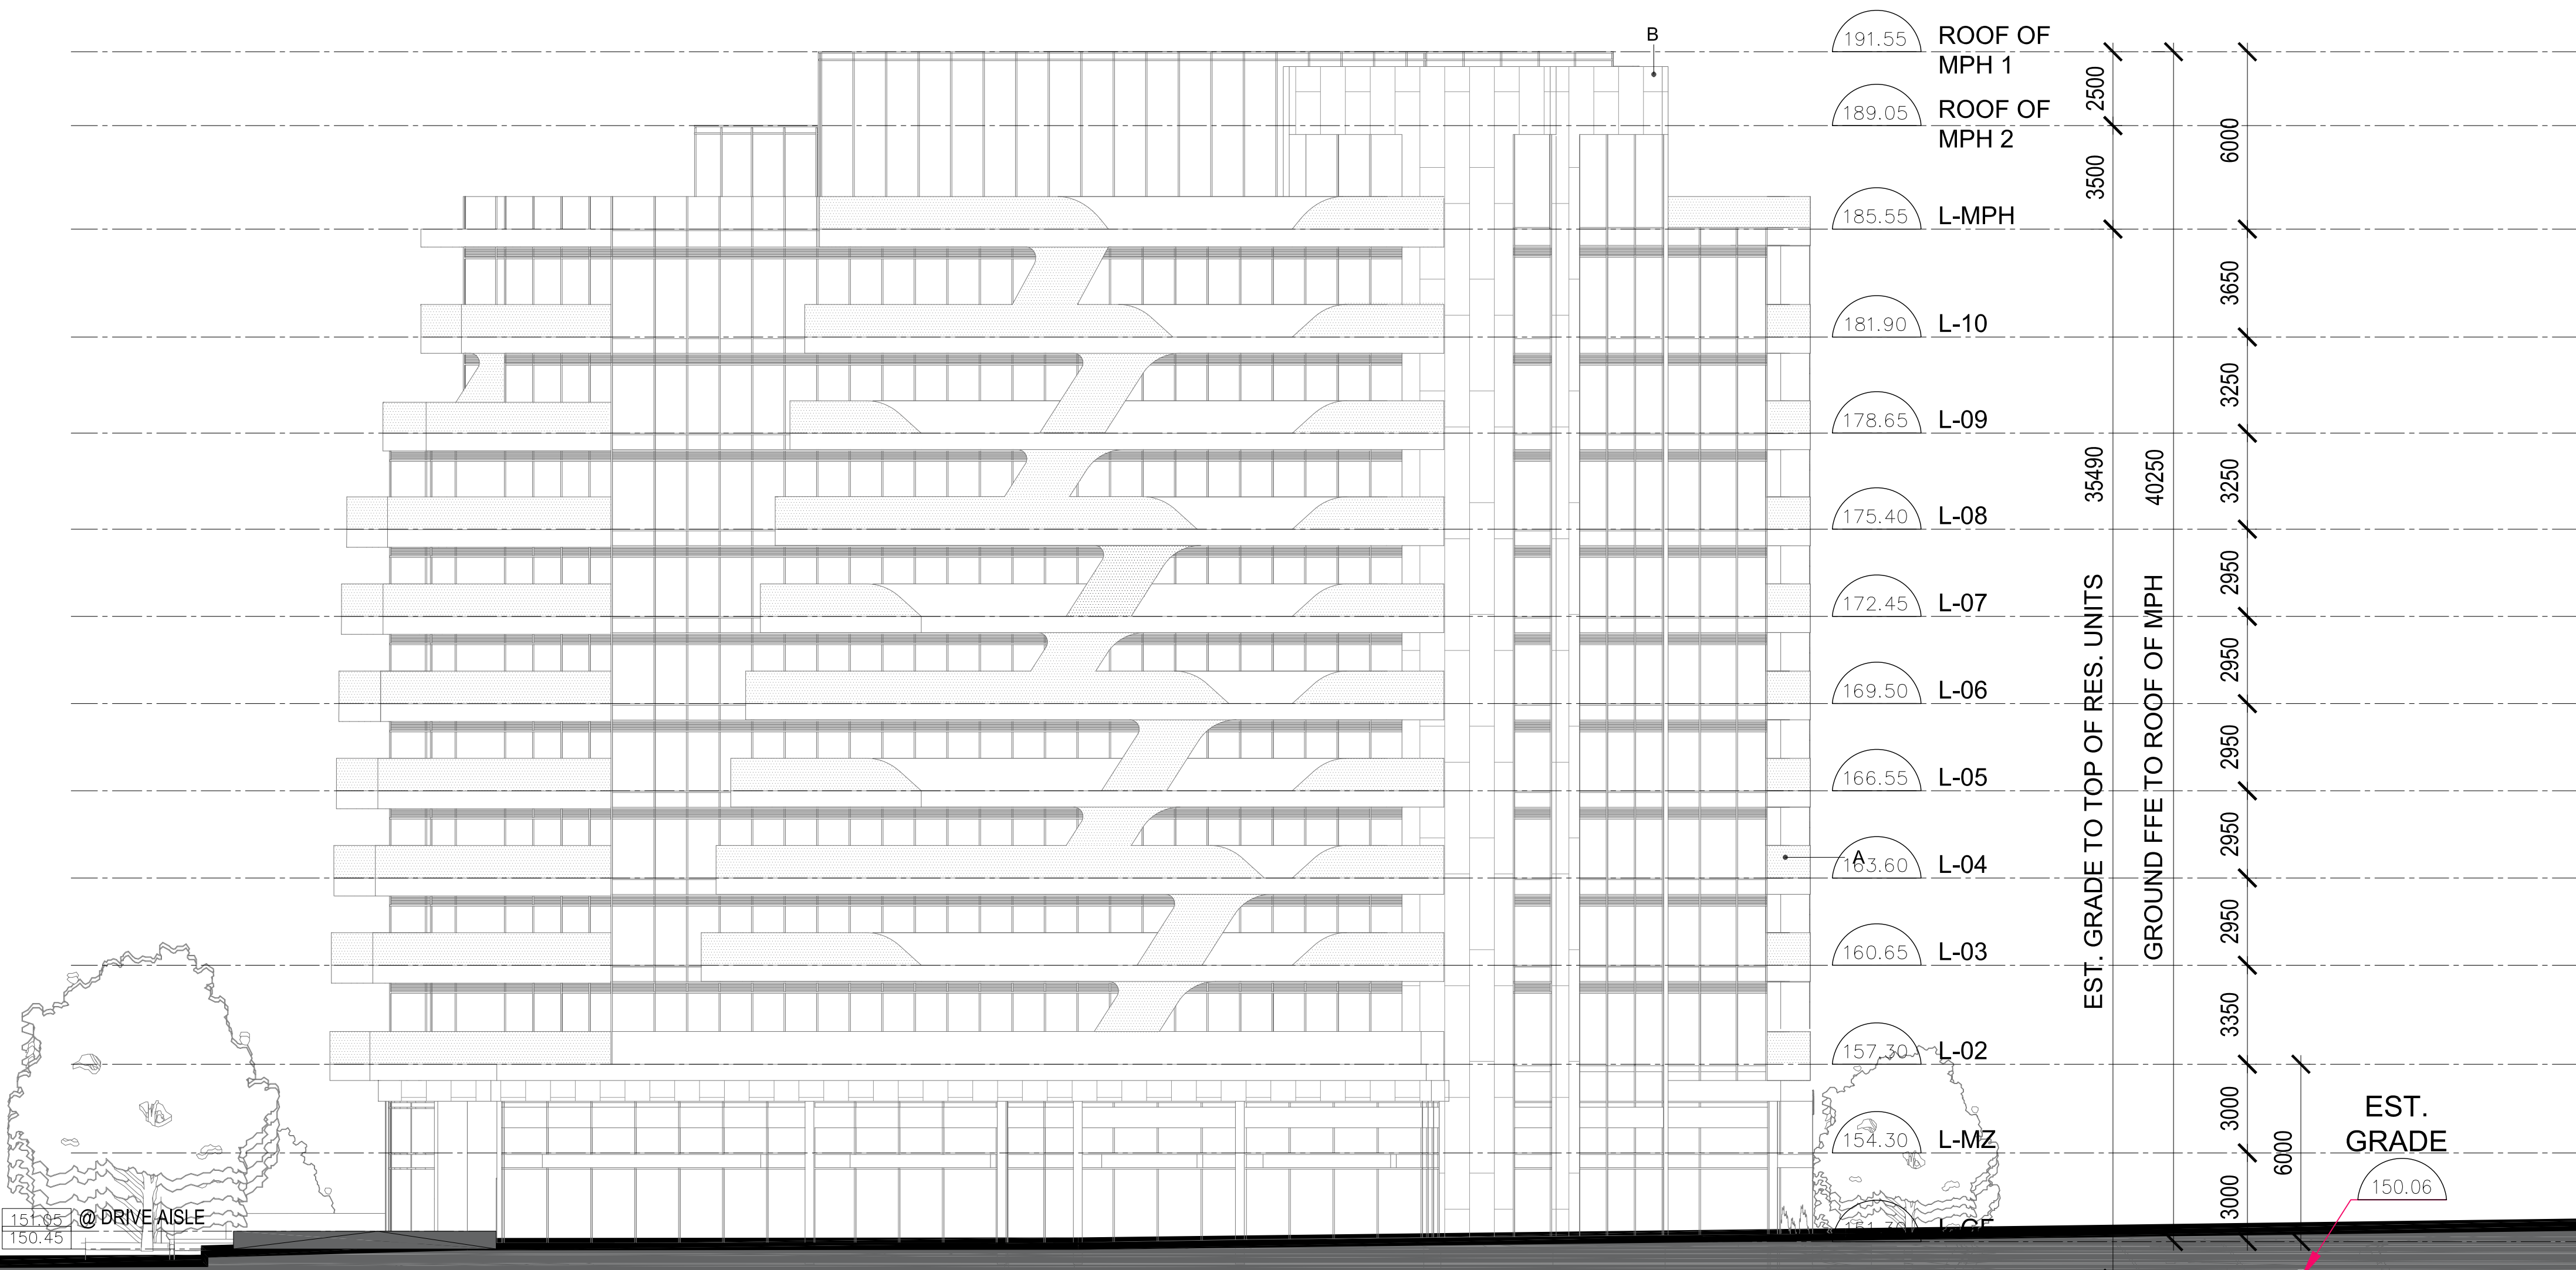 B
191.55 ROOF OF
MPH 1
189.05 ROOF OF
MPH 2
185.55 L-MPH
181.90 L-10
178.65 L-09
175.40 L-08
172.45 L-07
169.50 L-06
166.55 L-05
A
163.60 L-04
160.65 L-03
157.30 L-02
154.30 L-MZ
2500
3500
35490
EST. GRADE TO TOP OF RES. UNITS
40250
GROUND FFE TO ROOF OF MPH
6000
3650
3250
3250
2950
2950
2950
2950
2950
3350
3000
3000
6000
EST.
GRADE
150.06
151.05 @ DRIVE AISLE
150.45